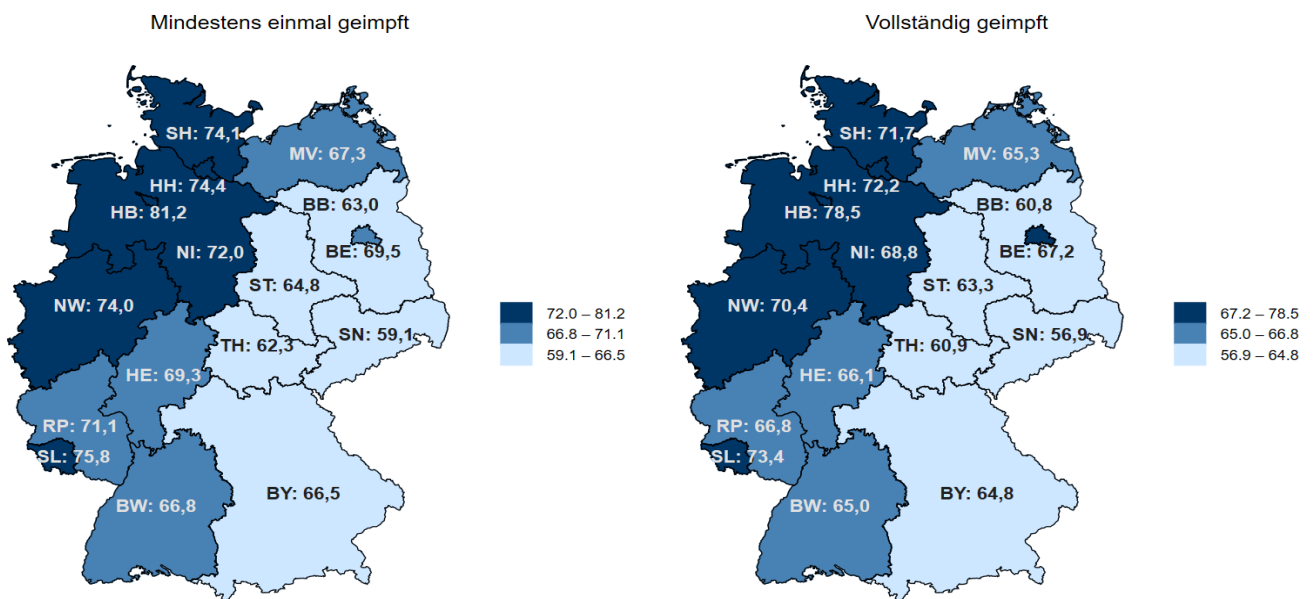 Mindestens einmal geimpft
SH: 74,1
MV: 67,3
HH: 74,4
HB: 81,2
BB: 63,0
NI: 72,0
BE: 69,5
ST: 64,8
NW: 74,0
SN: 59,1
TH: 62,3
HE: 69,3
RP: 71,1
SL: 75,8
BY: 66,5
BW: 66,8
72.0 – 81.2
66.8 – 71.1
59.1 – 66.5
Vollständig geimpft
SH: 71,7
MV: 65,3
HH: 72,2
HB: 78,5
BB: 60,8
NI: 68,8
BE: 67,2
ST: 63,3
NW: 70,4
SN: 56,9
TH: 60,9
HE: 66,1
RP: 66,8
SL: 73,4
BY: 64,8
BW: 65,0
67.2 – 78.5
65.0 – 66.8
56.9 – 64.8